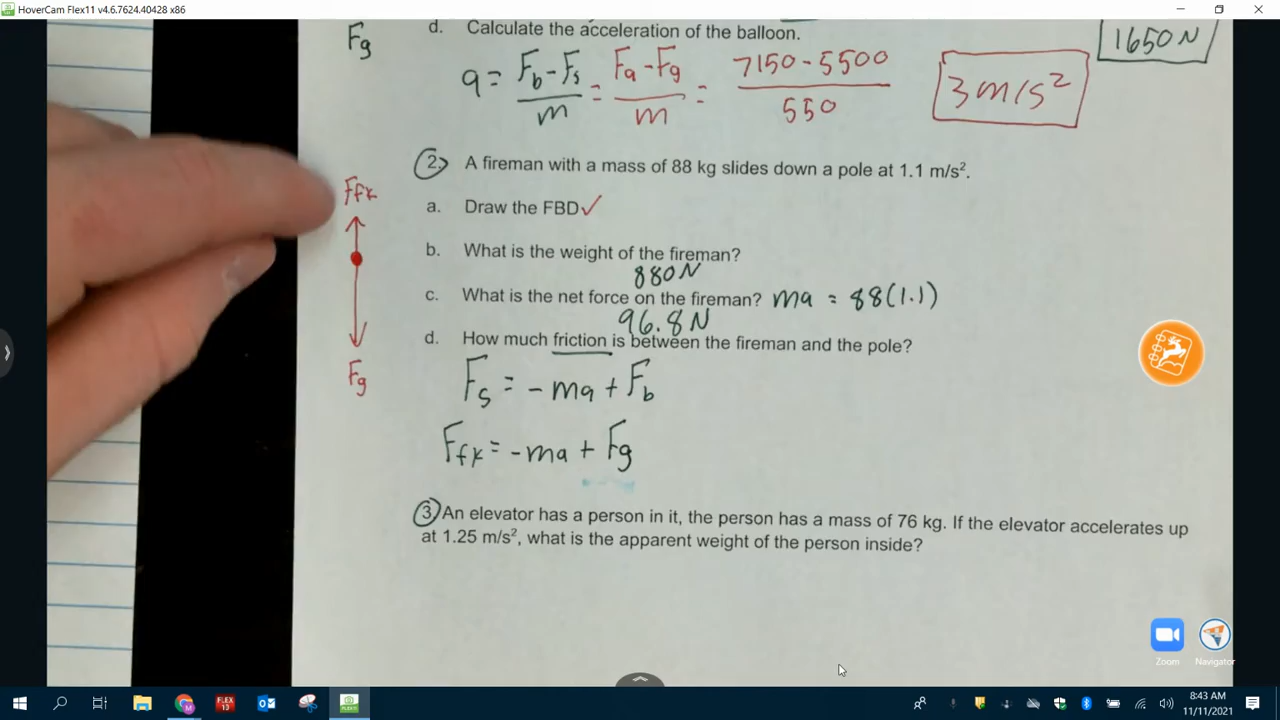 HoverCam Flex11 v4.6.7624.40428 x86
Fg
d. Calculate the acceleration of the balloon.
1650 N
a = Fb - Fs / m = Fa - Fg / m = 7150 - 5500 / 550
3 m/s²
2. A fireman with a mass of 88 kg slides down a pole at 1.1 m/s².
Ffk
a. Draw the FBD ✓
b. What is the weight of the fireman?
880 N
c. What is the net force on the fireman? ma = 88(1.1)
96.8 N
d. How much friction is between the fireman and the pole?
Fg
Fs = -ma + Fb
Ffk = -ma + Fg
3. An elevator has a person in it, the person has a mass of 76 kg. If the elevator accelerates up
at 1.25 m/s², what is the apparent weight of the person inside?
Zoom
Navigator
FLEX
FLEX11
8:43 AM
11/11/2021